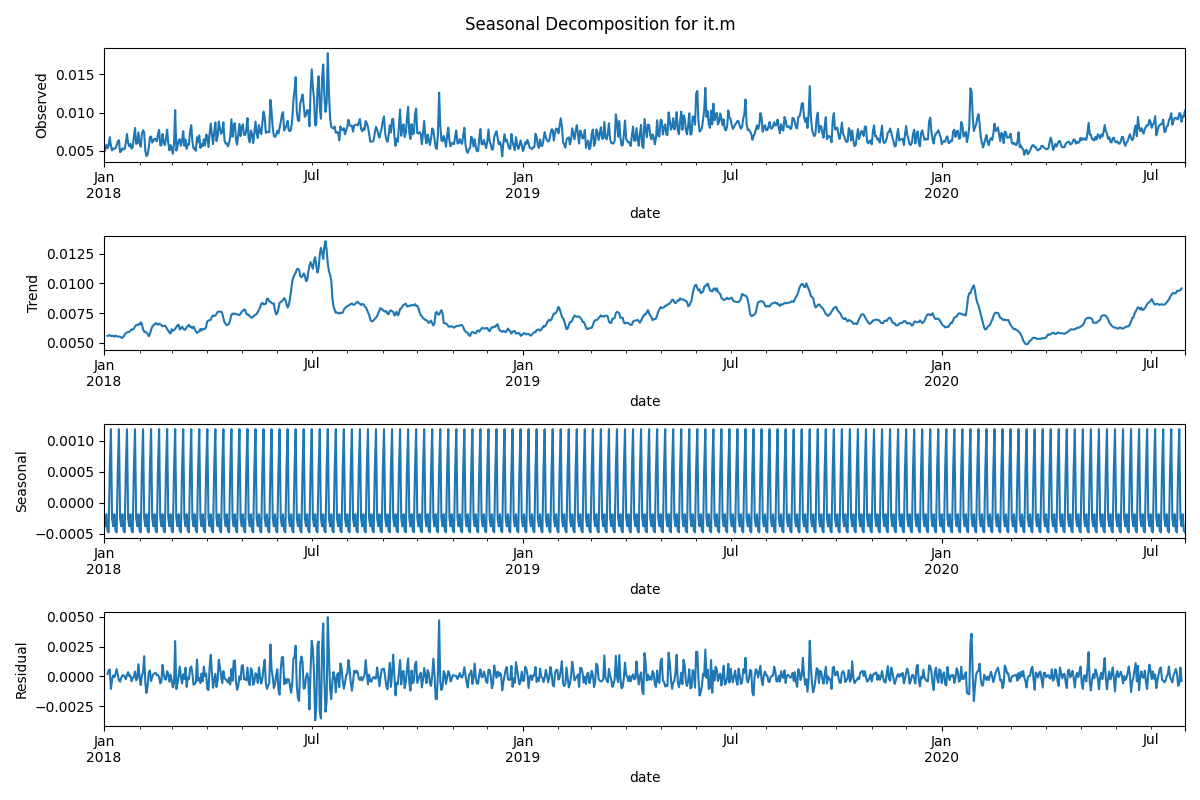 Seasonal Decomposition for it.m
Observed
0.015
0.010
0.005
Jan
2018
Jul
Jan
2019
Jul
Jan
2020
Jul
date
Trend
0.0125
0.0100
0.0075
0.0050
Jan
2018
Jul
Jan
2019
Jul
Jan
2020
Jul
date
Seasonal
0.0010
0.0005
0.0000
−0.0005
Jan
2018
Jul
Jan
2019
Jul
Jan
2020
Jul
date
Residual
0.0050
0.0025
0.0000
−0.0025
Jan
2018
Jul
Jan
2019
Jul
Jan
2020
Jul
date